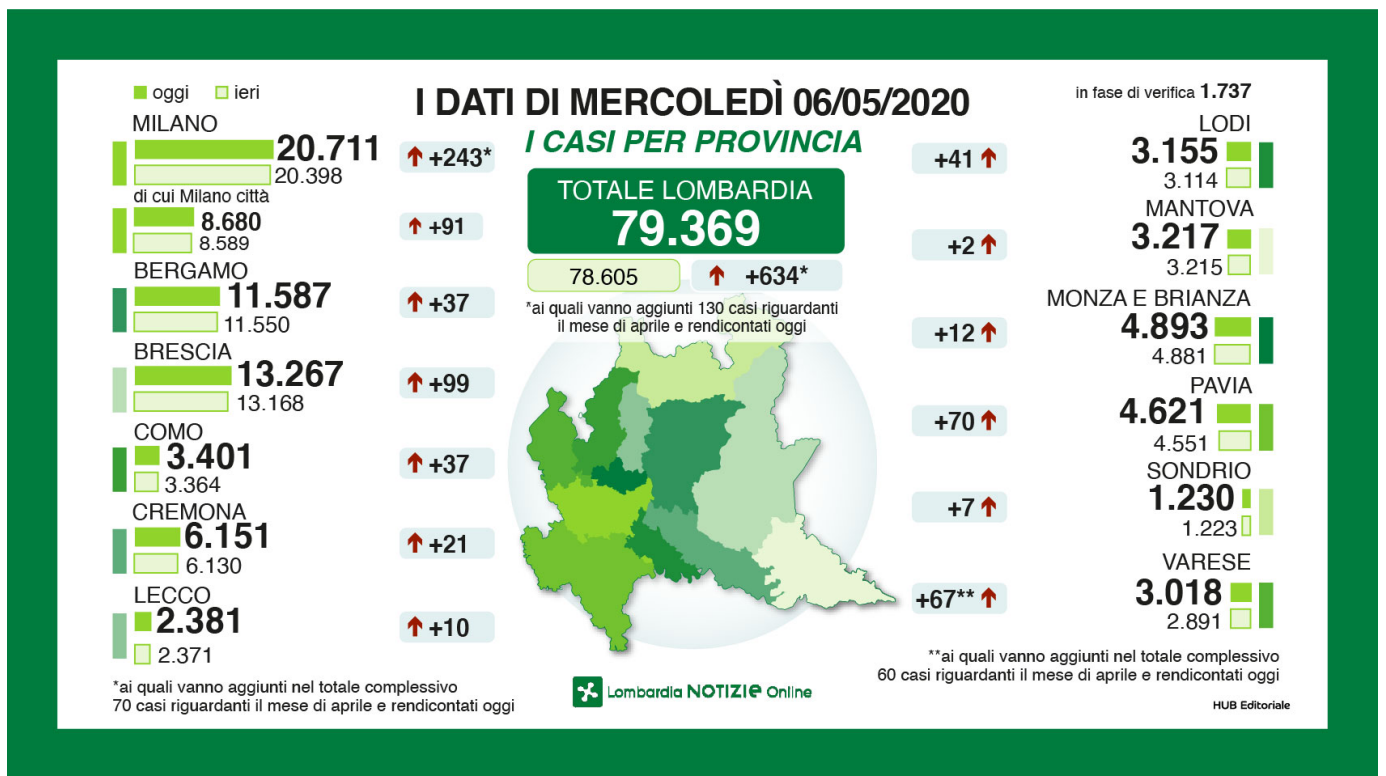 I DATI DI MERCOLEDÌ 06/05/2020
I CASI PER PROVINCIA
TOTALE LOMBARDIA
79.369
78.605
+634*
*ai quali vanno aggiunti 130 casi riguardanti
il mese di aprile e rendicontati oggi
oggi
ieri
MILANO
20.711
20.398
+243*
di cui Milano città
8.680
8.589
+91
BERGAMO
11.587
11.550
+37
BRESCIA
13.267
13.168
+99
COMO
3.401
3.364
+37
CREMONA
6.151
6.130
+21
LECCO
2.381
2.371
+10
*ai quali vanno aggiunti nel totale complessivo
70 casi riguardanti il mese di aprile e rendicontati oggi
in fase di verifica 1.737
LODI
+41
3.155
3.114
MANTOVA
+2
3.217
3.215
MONZA E BRIANZA
+12
4.893
4.881
PAVIA
+70
4.621
4.551
SONDRIO
+7
1.230
1.223
VARESE
+67**
3.018
2.891
**ai quali vanno aggiunti nel totale complessivo
60 casi riguardanti il mese di aprile e rendicontati oggi
Lombardia NOTIZIe Online
HUB Editoriale